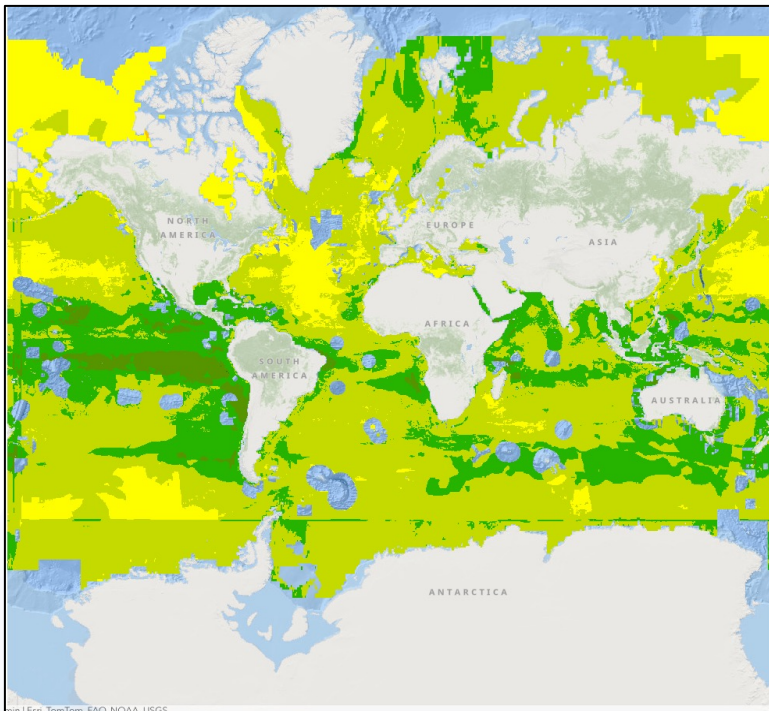 NORTH
AMERICA
EUROPE
ASIA
AFRICA
SOUTH
AMERICA
AUSTRALIA
ANTARCTICA
| Esri, TomTom, FAO, NOAA, USGS